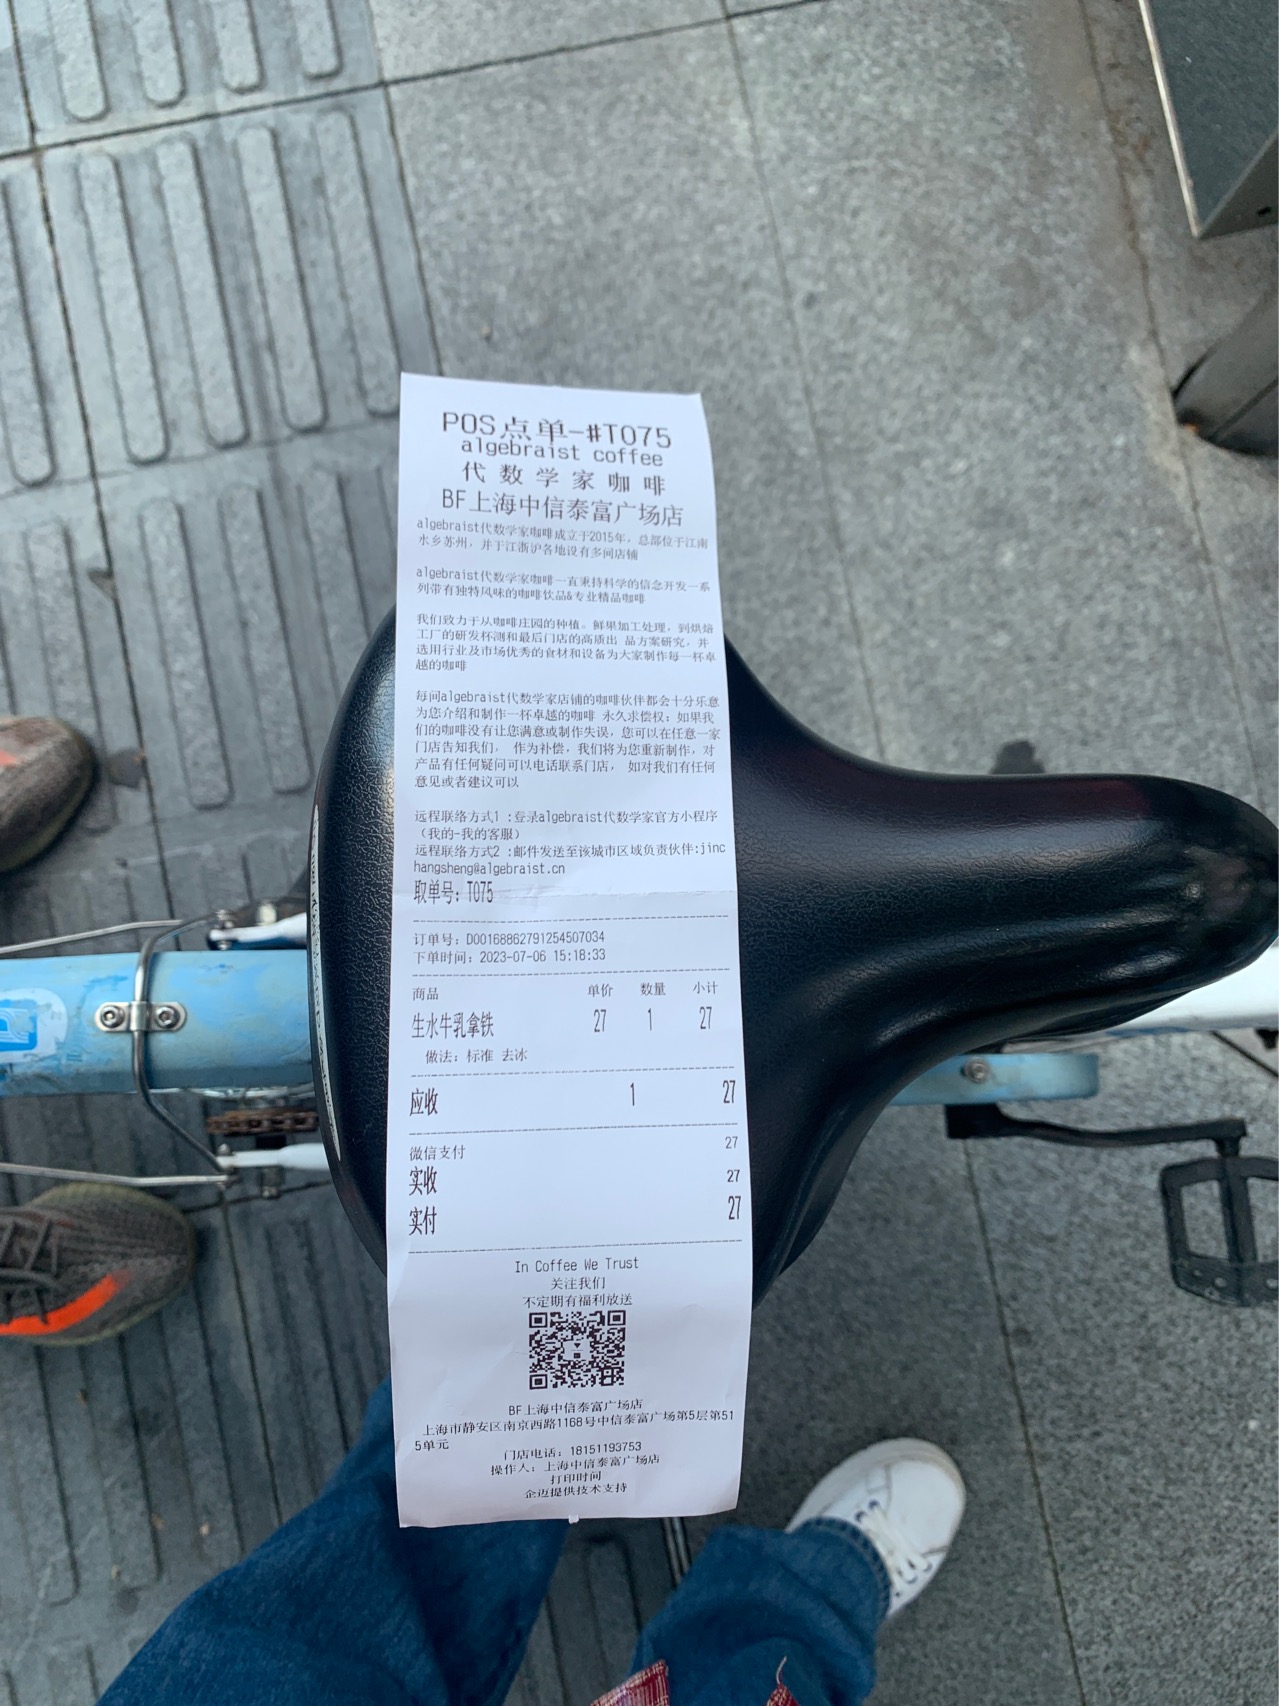 POS点单-#T075
algebraist coffee
代数学家咖啡
BF上海中信泰富广场店
algebraist代数学家咖啡成立于2015年，总部位于江南
水乡苏州，并于江浙沪各地设有多间店铺
algebraist代数学家咖啡一直秉持科学的信念开发一系
列带有独特风味的咖啡饮品&专业精品咖啡
我们致力于从咖啡庄园的种植。鲜果加工处理，到烘焙
工厂的研发杯测和最后门店的高质出 品方案研究，并
选用行业及市场优秀的食材和设备为大家制作每一杯卓
越的咖啡
每间algebraist代数学家店铺的咖啡伙伴都会十分乐意
为您介绍和制作一杯卓越的咖啡 永久求偿权：如果我
们的咖啡没有让您满意或制作失误，您可以在任意一家
门店告知我们， 作为补偿，我们将为您重新制作，对
产品有任何疑问可以电话联系门店， 如对我们有任何
意见或者建议可以
远程联络方式1 :登录algebraist代数学家官方小程序
（我的-我的客服）
远程联络方式2 :邮件发送至该城市区域负责伙伴:jinc
hangsheng@algebraist.cn
取单号：T075
订单号：D00168862791254507034
下单时间：2023-07-06 15:18:33
商品 单价 数量 小计
生水牛乳拿铁 27 1 27
做法：标准 去冰
应收 1 27
微信支付 27
实收 27
实付 27
In Coffee We Trust
关注我们
不定期有福利放送
BF上海中信泰富广场店
上海市静安区南京西路1168号中信泰富广场第5层第51
5单元
门店电话：18151193753
操作人：上海中信泰富广场店
打印时间
企迈提供技术支持